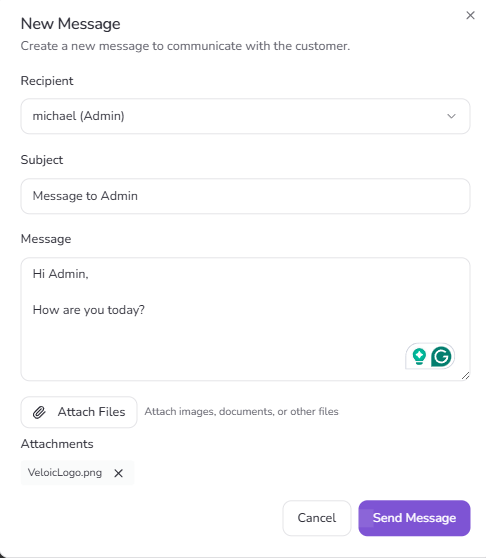 New Message
Create a new message to communicate with the customer.
Recipient
michael (Admin)
Subject
Message to Admin
Message
Hi Admin,
How are you today?
Attach Files Attach images, documents, or other files
Attachments
VeloicLogo.png
Cancel Send Message